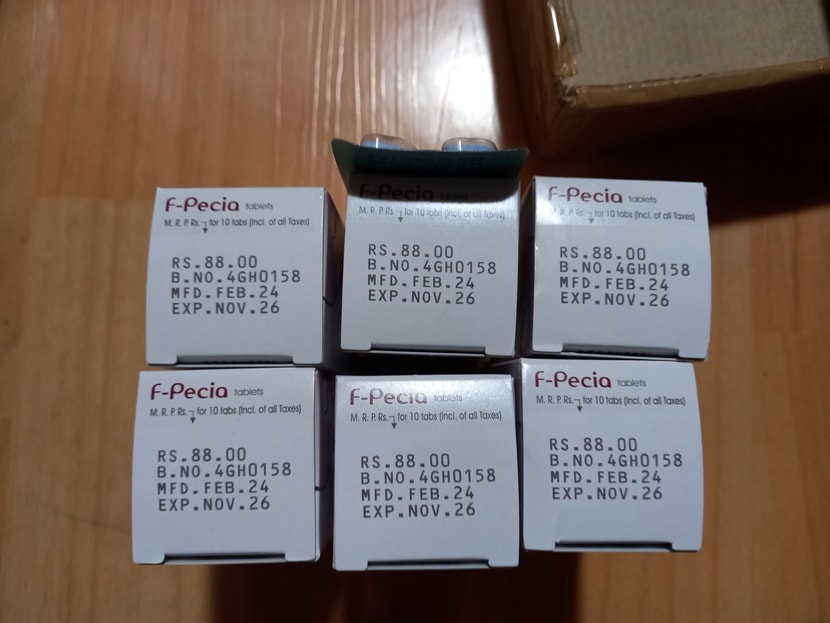 F-Pecia tablets
M. R. P. Rs. for 10 tabs (Incl. of all Taxes)
RS.88.00
B.NO.4GH0158
MFD.FEB.24
EXP.NOV.26
F-Pecia tablets
M. R. P. Rs. for 10 tabs (Incl. of all Taxes)
RS.88.00
B.NO.4GH0158
MFD.FEB.24
EXP.NOV.26
F-Pecia tablets
M. R. P. Rs. for 10 tabs (Incl. of all Taxes)
RS.88.00
B.NO.4GH0158
MFD.FEB.24
EXP.NOV.26
F-Pecia tablets
M. R. P. Rs. for 10 tabs (Incl. of all Taxes)
RS.88.00
B.NO.4GH0158
MFD.FEB.24
EXP.NOV.26
F-Pecia tablets
M. R. P. Rs. for 10 tabs (Incl. of all Taxes)
RS.88.00
B.NO.4GH0158
MFD.FEB.24
EXP.NOV.26
F-Pecia tablets
M. R. P. Rs. for 10 tabs (Incl. of all Taxes)
RS.88.00
B.NO.4GH0158
MFD.FEB.24
EXP.NOV.26